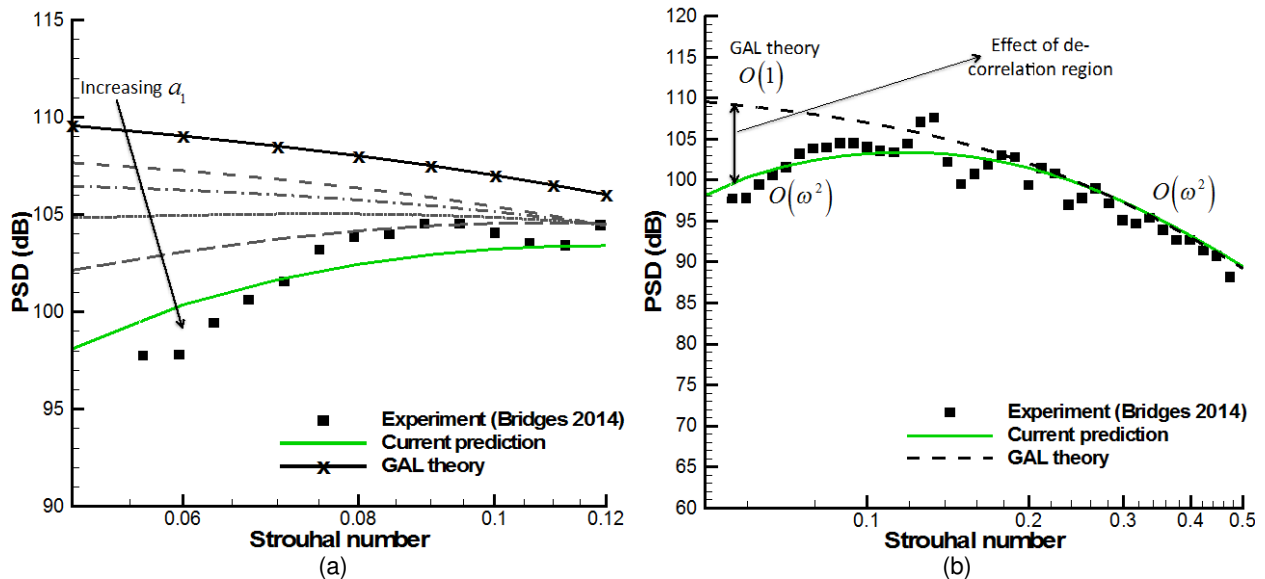 115
110
105
100
95
90
PSD (dB)
Increasing a₁
Experiment (Bridges 2014)
Current prediction
GAL theory
0.06
0.08
0.1
0.12
Strouhal number
(a)
120
115
110
105
100
95
90
85
80
75
70
65
60
PSD (dB)
GAL theory
O(1)
Effect of de-
correlation region
O(ω²)
O(ω²)
Experiment (Bridges 2014)
Current prediction
GAL theory
0.1
0.2
0.3
0.4
0.5
Strouhal number
(b)